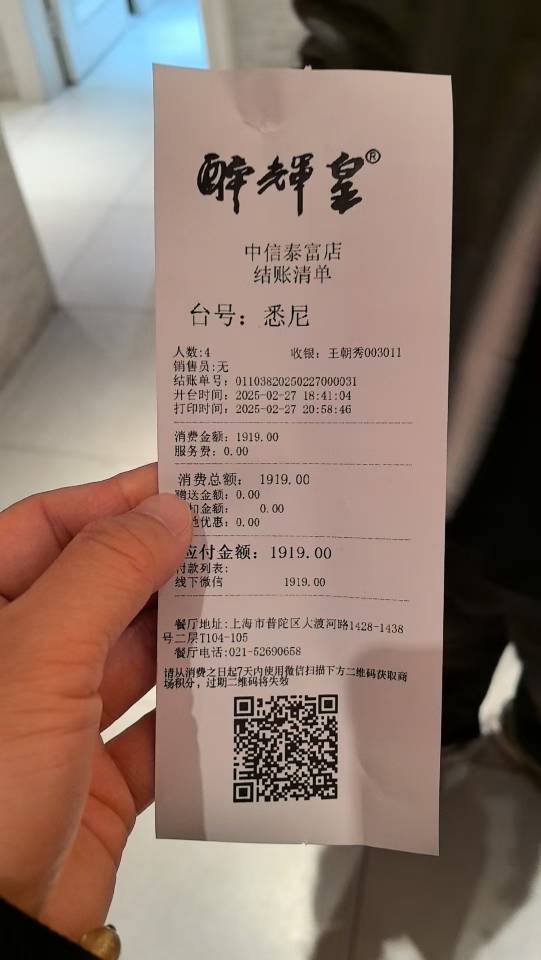 醉輝皇®
中信泰富店
结账清单
台号：悉尼
人数:4 收银：王朝秀003011
销售员:无
结账单号：01103820250227000031
开台时间：2025-02-27 18:41:04
打印时间：2025-02-27 20:58:46
消费金额：1919.00
服务费：0.00
消费总额： 1919.00
赠送金额：0.00
扣金额： 0.00
优惠：0.00
应付金额：1919.00
付款列表:
线下微信 1919.00
餐厅地址:上海市普陀区大渡河路1428-1438
号二层T104-105
餐厅电话:021-52690658
请从消费之日起7天内使用微信扫描下方二维码获取商
场积分，过期二维码将失效